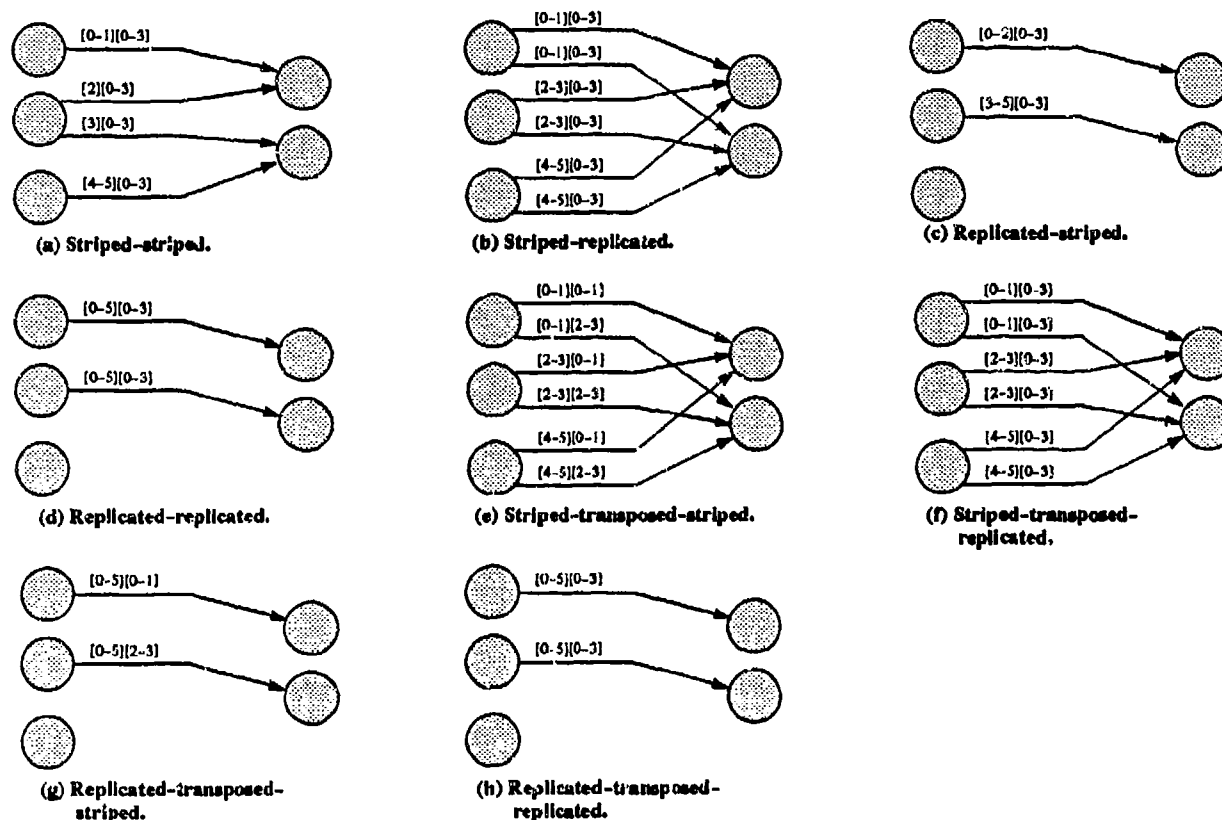 [0-1][0-3]
[2][0-3]
[3][0-3]
[4-5][0-3]
(a) Striped-striped.
[0-1][0-3]
[0-1][0-3]
[2-3][0-3]
[2-3][0-3]
[4-5][0-3]
[4-5][0-3]
(b) Striped-replicated.
[0-2][0-3]
[3-5][0-3]
(c) Replicated-striped.
[0-5][0-3]
[0-5][0-3]
(d) Replicated-replicated.
[0-1][0-1]
[0-1][2-3]
[2-3][0-1]
[2-3][2-3]
[4-5][0-1]
[4-5][2-3]
(e) Striped-transposed-striped.
[0-1][0-3]
[0-1][0-3]
[2-3][0-3]
[2-3][0-3]
[4-5][0-3]
[4-5][0-3]
(f) Striped-transposed-
replicated.
[0-5][0-1]
[0-5][2-3]
(g) Replicated-transposed-
striped.
[0-5][0-3]
[0-5][0-3]
(h) Replicated-transposed-
replicated.